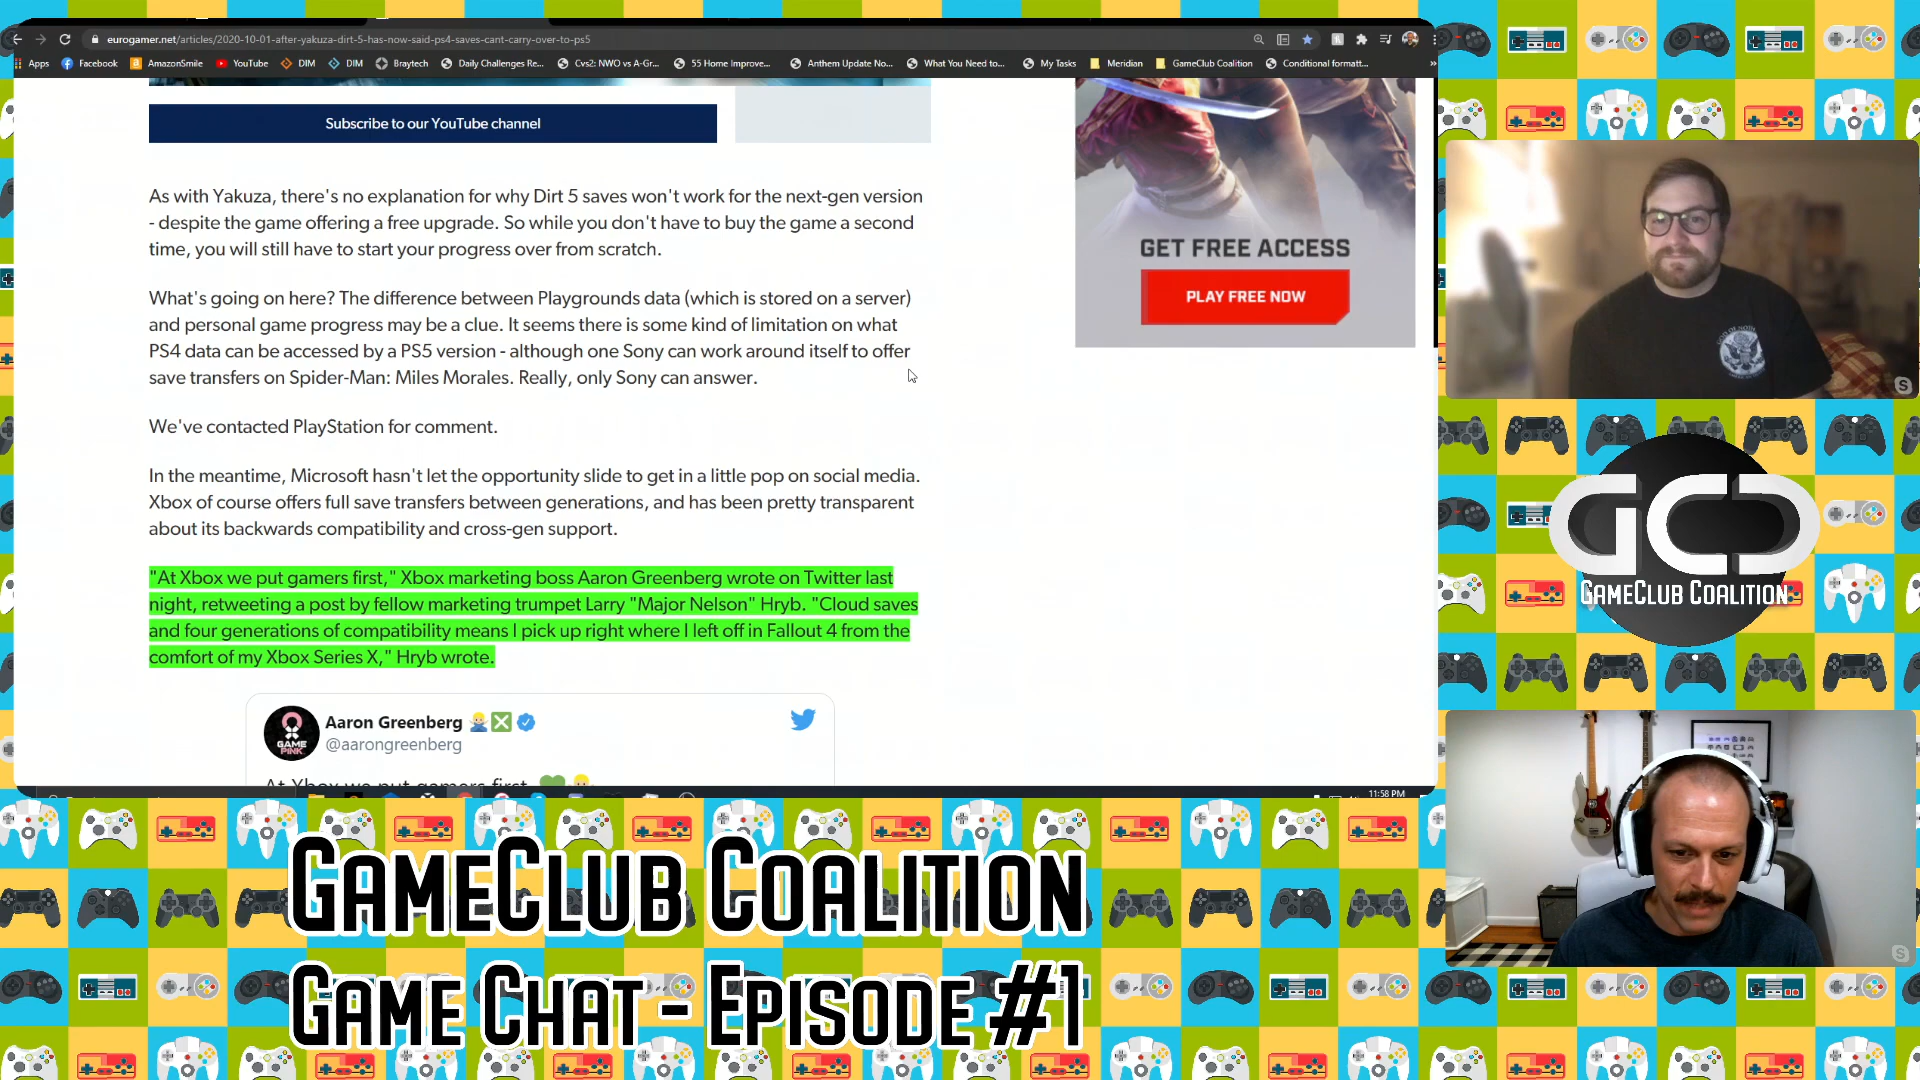 eurogamer.net/articles/2020-10-01-after-yakuza-dirt-5-has-now-said-ps4-saves-cant-carry-over-to-ps5
Apps Facebook AmazonSmile YouTube DIM DIM Braytech Daily Challenges Re... Cvs2: NWO vs A-Gr... 55 Home Improve... Anthem Update No... What You Need to... My Tasks Meridian GameClub Coalition Conditional formatt... »
Subscribe to our YouTube channel
As with Yakuza, there's no explanation for why Dirt 5 saves won't work for the next-gen version
- despite the game offering a free upgrade. So while you don't have to buy the game a second
time, you will still have to start your progress over from scratch.
What's going on here? The difference between Playgrounds data (which is stored on a server)
and personal game progress may be a clue. It seems there is some kind of limitation on what
PS4 data can be accessed by a PS5 version - although one Sony can work around itself to offer
save transfers on Spider-Man: Miles Morales. Really, only Sony can answer.
We've contacted PlayStation for comment.
In the meantime, Microsoft hasn't let the opportunity slide to get in a little pop on social media.
Xbox of course offers full save transfers between generations, and has been pretty transparent
about its backwards compatibility and cross-gen support.
"At Xbox we put gamers first," Xbox marketing boss Aaron Greenberg wrote on Twitter last
night, retweeting a post by fellow marketing trumpet Larry "Major Nelson" Hryb. "Cloud saves
and four generations of compatibility means I pick up right where I left off in Fallout 4 from the
comfort of my Xbox Series X," Hryb wrote.
GAME
PINK
Aaron Greenberg
@aarongreenberg
At Xbox we put gamers first
GET FREE ACCESS
PLAY FREE NOW
11:58 PM
GCC
GAMECLUB COALITION
GAMECLUB COALITION
GAME CHAT - EPISODE #1